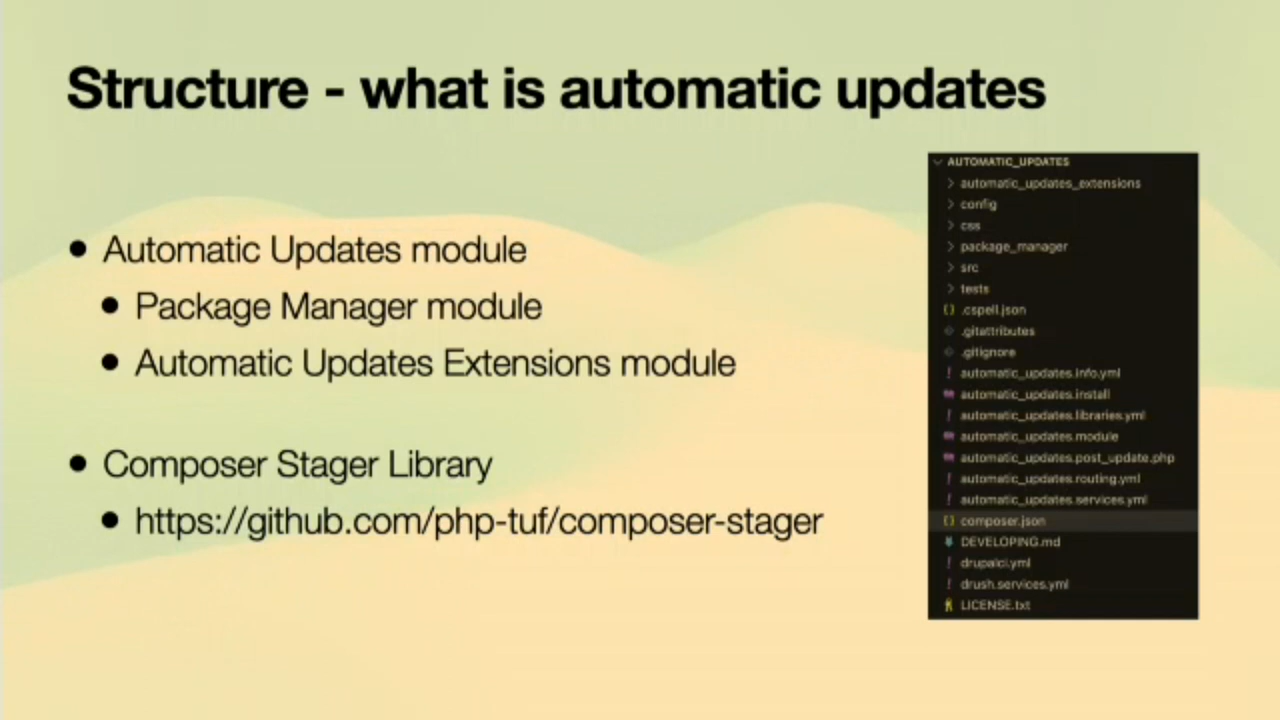 Structure - what is automatic updates
• Automatic Updates module
• Package Manager module
• Automatic Updates Extensions module
• Composer Stager Library
• https://github.com/php-tuf/composer-stager
AUTOMATIC_UPDATES
automatic_updates_extensions
config
css
package_manager
src
tests
.cspell.json
.gitattributes
.gitignore
automatic_updates.info.yml
automatic_updates.install
automatic_updates.libraries.yml
automatic_updates.module
automatic_updates.post_update.php
automatic_updates.routing.yml
automatic_updates.services.yml
composer.json
DEVELOPING.md
drupalci.yml
drush.services.yml
LICENSE.txt